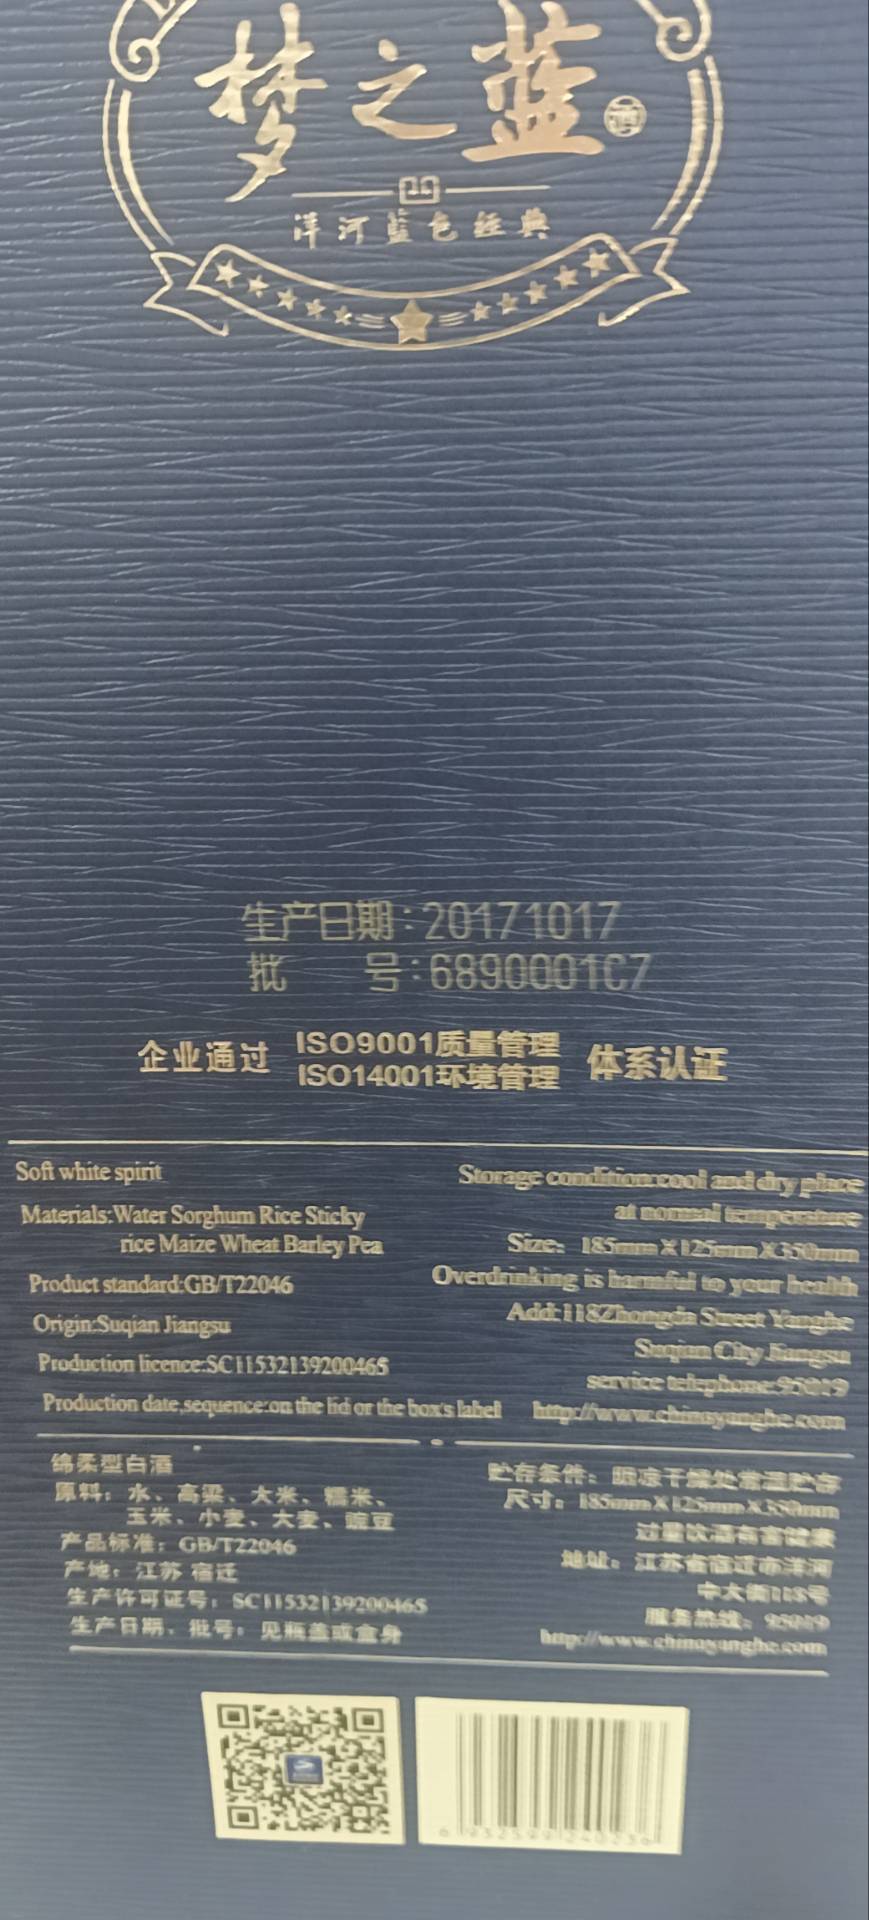 梦之蓝
洋河蓝色经典
生产日期:20171017
批 号:6890001C7
企业通过
ISO9001质量管理
ISO14001环境管理
体系认证
Soft white spirit
Materials:Water Sorghum Rice Sticky
rice Maize Wheat Barley Pea
Product standard:GB/T22046
Origin:Suqian Jiangsu
Production licence:SC11532139200465
Production date,sequence:on the lid or the box's label
Storage condition:cool and dry place
at normal temperature
Size: 185mmX125mmX350mm
Overdrinking is harmful to your health
Add:118Zhongda Street Yanghe
Suqian City Jiangsu
service telephone:95019
http://www.chinayanghe.com
绵柔型白酒
原料：水、高粱、大米、糯米、
玉米、小麦、大麦、豌豆
产品标准：GB/T22046
产地：江苏 宿迁
生产许可证号：SC11532139200465
生产日期、批号：见瓶盖或盒身
贮存条件：阴凉干燥处常温贮存
尺寸：185mmX125mmX350mm
过量饮酒有害健康
地址：江苏省宿迁市洋河
中大街118号
服务热线：95019
http://www.chinayanghe.com